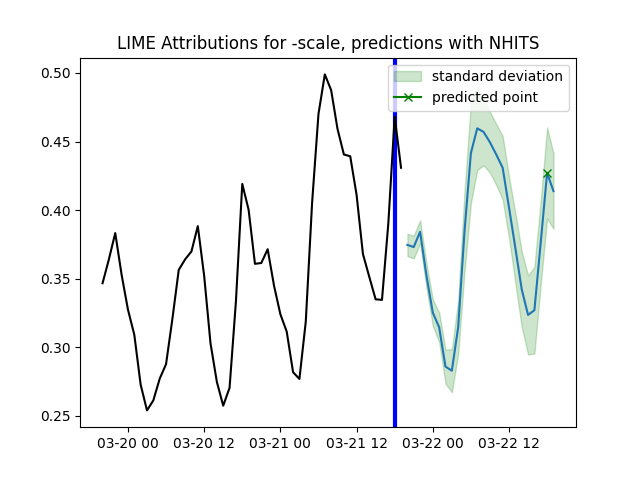 LIME Attributions for -scale, predictions with NHITS
standard deviation
predicted point
0.50
0.45
0.40
0.35
0.30
0.25
03-20 00 03-20 12 03-21 00 03-21 12 03-22 00 03-22 12